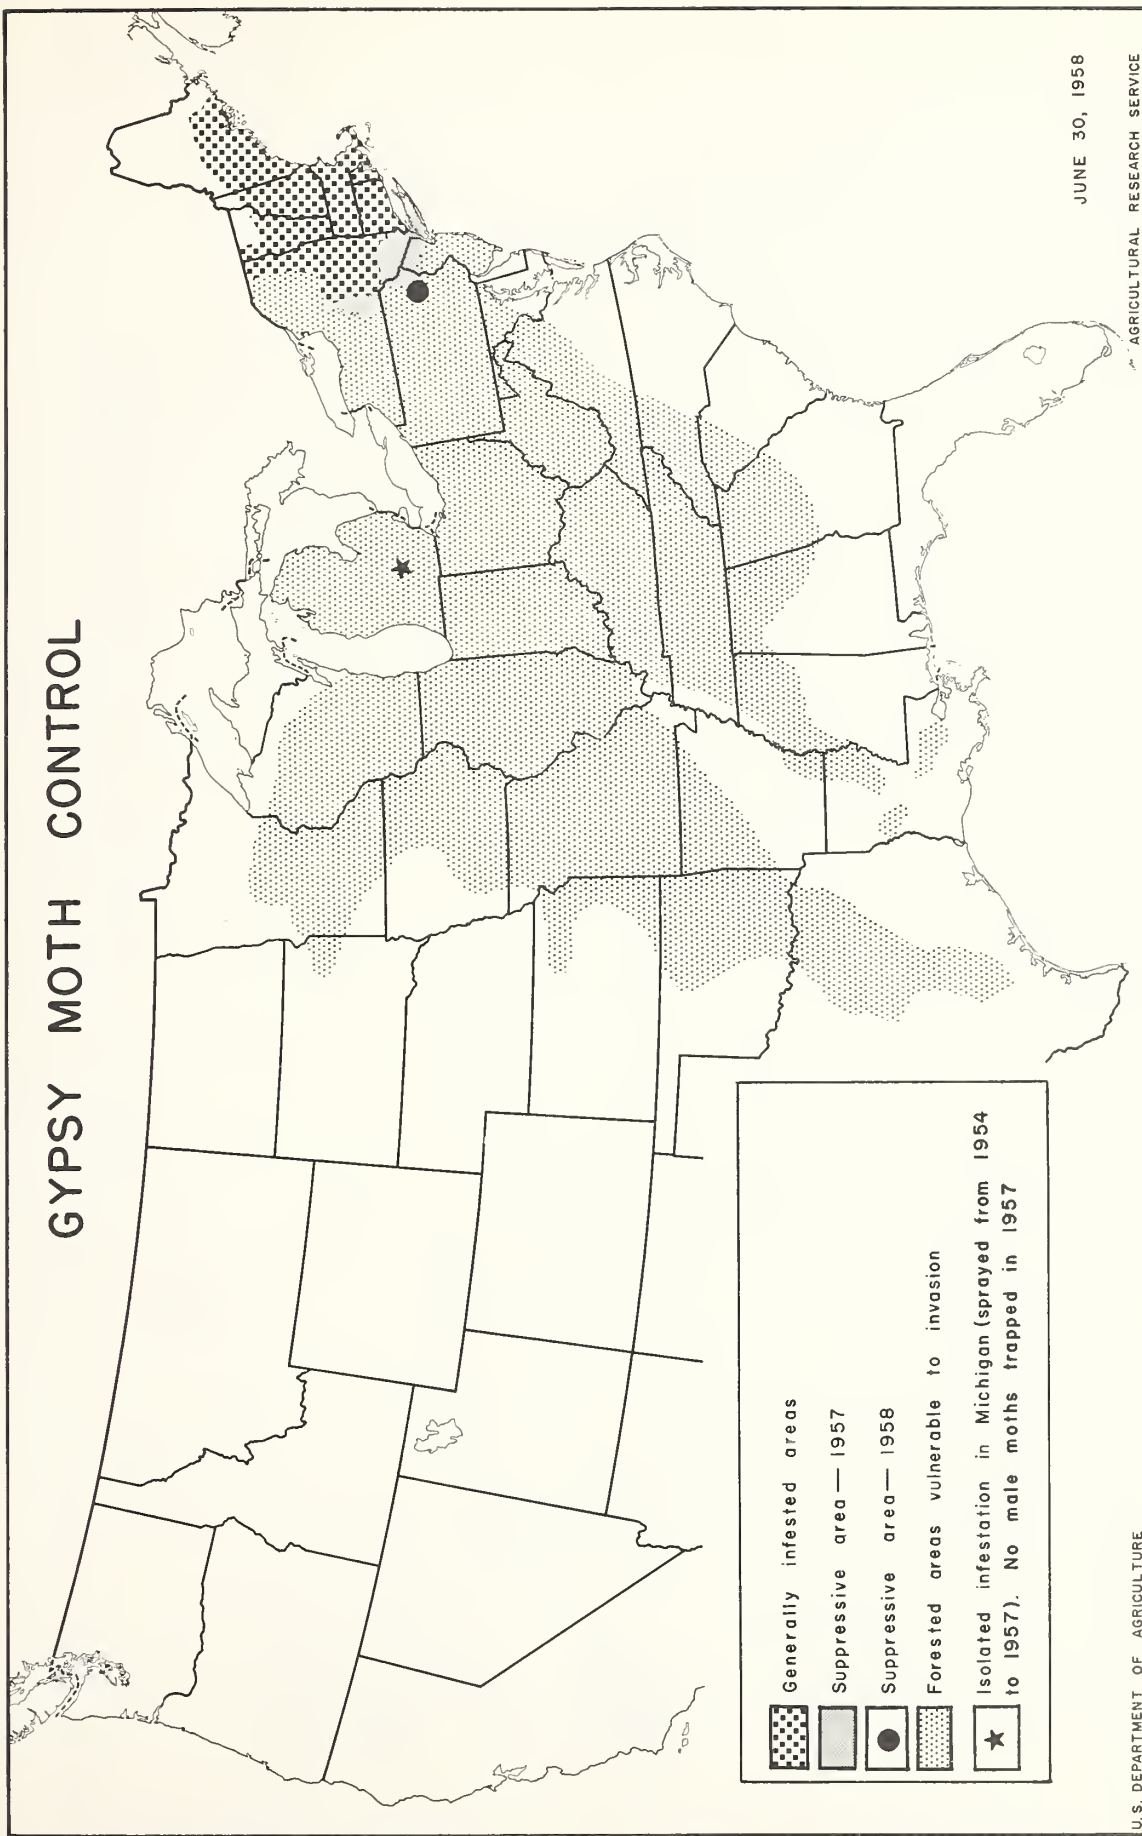 GYPSY MOTH CONTROL
Generally infested areas
Suppressive area — 1957
Suppressive area — 1958
Forested areas vulnerable to invasion
Isolated infestation in Michigan (sprayed from 1954
to 1957). No male moths trapped in 1957
JUNE 30, 1958
U.S. DEPARTMENT OF AGRICULTURE
AGRICULTURAL RESEARCH SERVICE